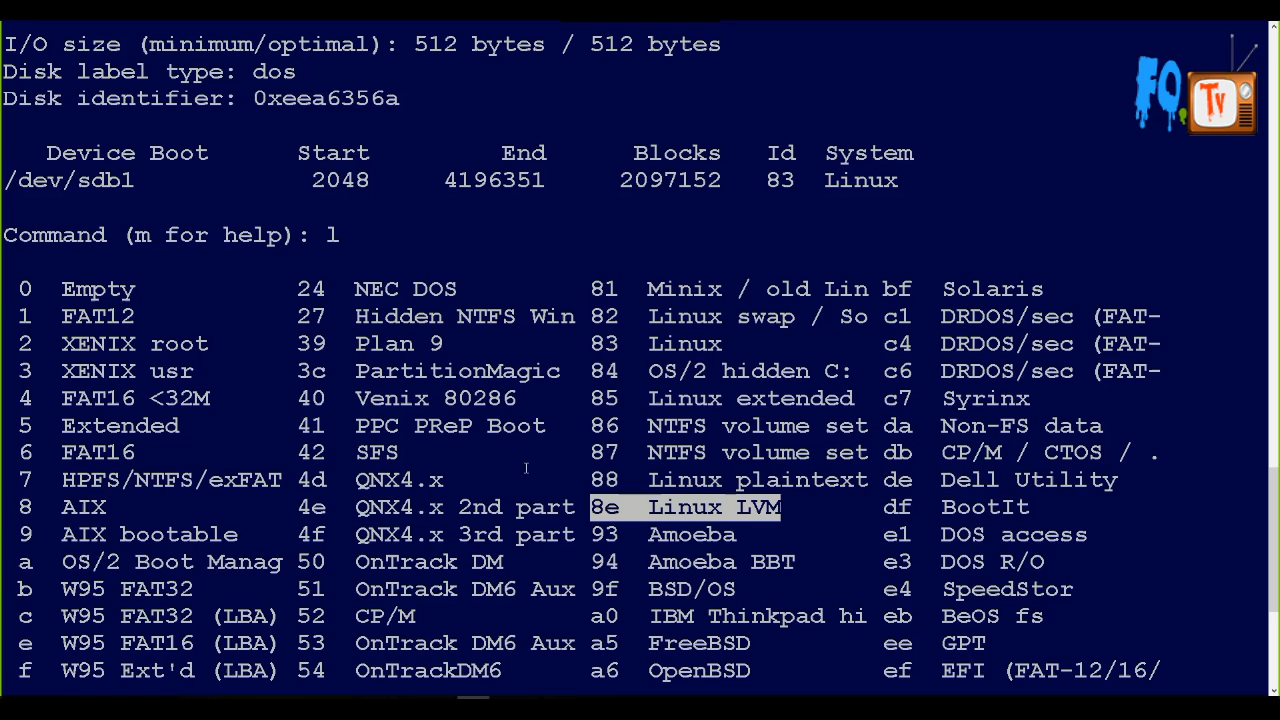 I/O size (minimum/optimal): 512 bytes / 512 bytes
Disk label type: dos
Disk identifier: 0xeea6356a
FQ.Tv
Device Boot Start End Blocks Id System
/dev/sdb1 2048 4196351 2097152 83 Linux
Command (m for help): l
0 Empty 24 NEC DOS 81 Minix / old Lin bf Solaris
1 FAT12 27 Hidden NTFS Win 82 Linux swap / So c1 DRDOS/sec (FAT-
2 XENIX root 39 Plan 9 83 Linux c4 DRDOS/sec (FAT-
3 XENIX usr 3c PartitionMagic 84 OS/2 hidden C: c6 DRDOS/sec (FAT-
4 FAT16 <32M 40 Venix 80286 85 Linux extended c7 Syrinx
5 Extended 41 PPC PReP Boot 86 NTFS volume set da Non-FS data
6 FAT16 42 SFS 87 NTFS volume set db CP/M / CTOS / .
7 HPFS/NTFS/exFAT 4d QNX4.x 88 Linux plaintext de Dell Utility
8 AIX 4e QNX4.x 2nd part 8e Linux LVM df BootIt
9 AIX bootable 4f QNX4.x 3rd part 93 Amoeba e1 DOS access
a OS/2 Boot Manag 50 OnTrack DM 94 Amoeba BBT e3 DOS R/O
b W95 FAT32 51 OnTrack DM6 Aux 9f BSD/OS e4 SpeedStor
c W95 FAT32 (LBA) 52 CP/M a0 IBM Thinkpad hi eb BeOS fs
e W95 FAT16 (LBA) 53 OnTrack DM6 Aux a5 FreeBSD ee GPT
f W95 Ext'd (LBA) 54 OnTrackDM6 a6 OpenBSD ef EFI (FAT-12/16/